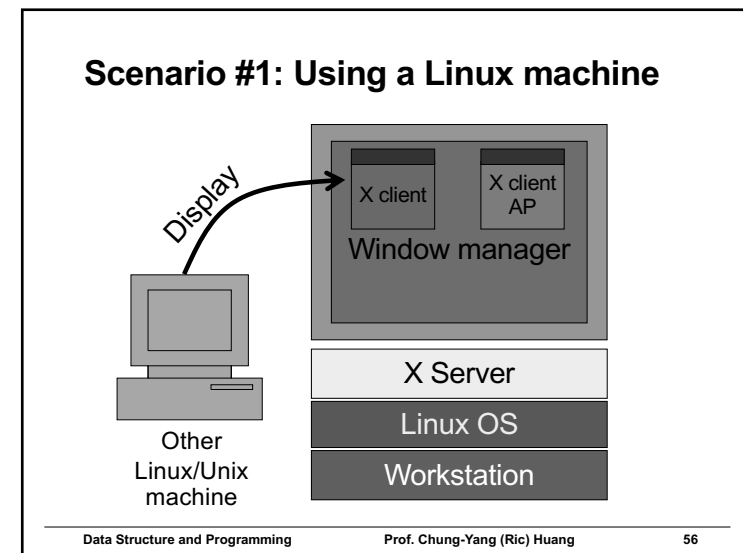 Scenario #1: Using a Linux machine
Display
X client
X client
AP
Window manager
X Server
Linux OS
Workstation
Other
Linux/Unix
machine
Data Structure and Programming Prof. Chung-Yang (Ric) Huang 56